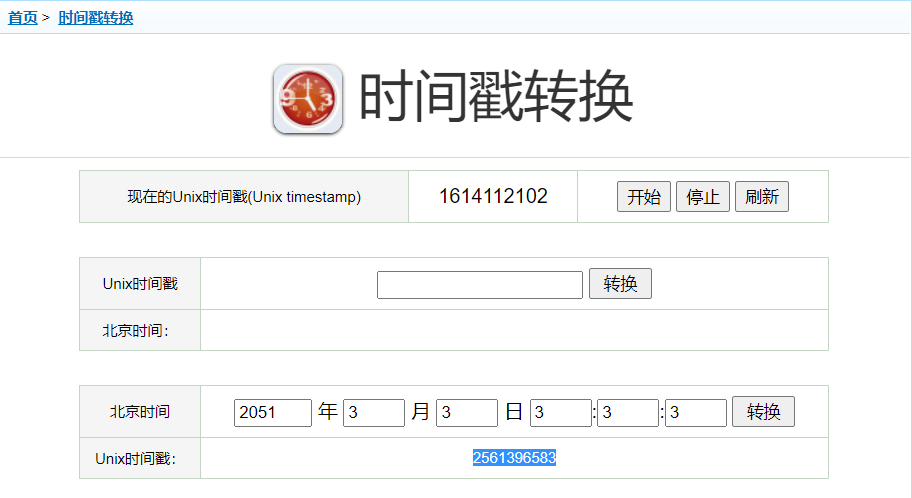 首页 > 时间戳转换
时间戳转换
现在的Unix时间戳(Unix timestamp) 1614112102 开始 停止 刷新
Unix时间戳 转换
北京时间：
北京时间 2051 年 3 月 3 日 3 : 3 : 3 转换
Unix时间戳： 2561396583